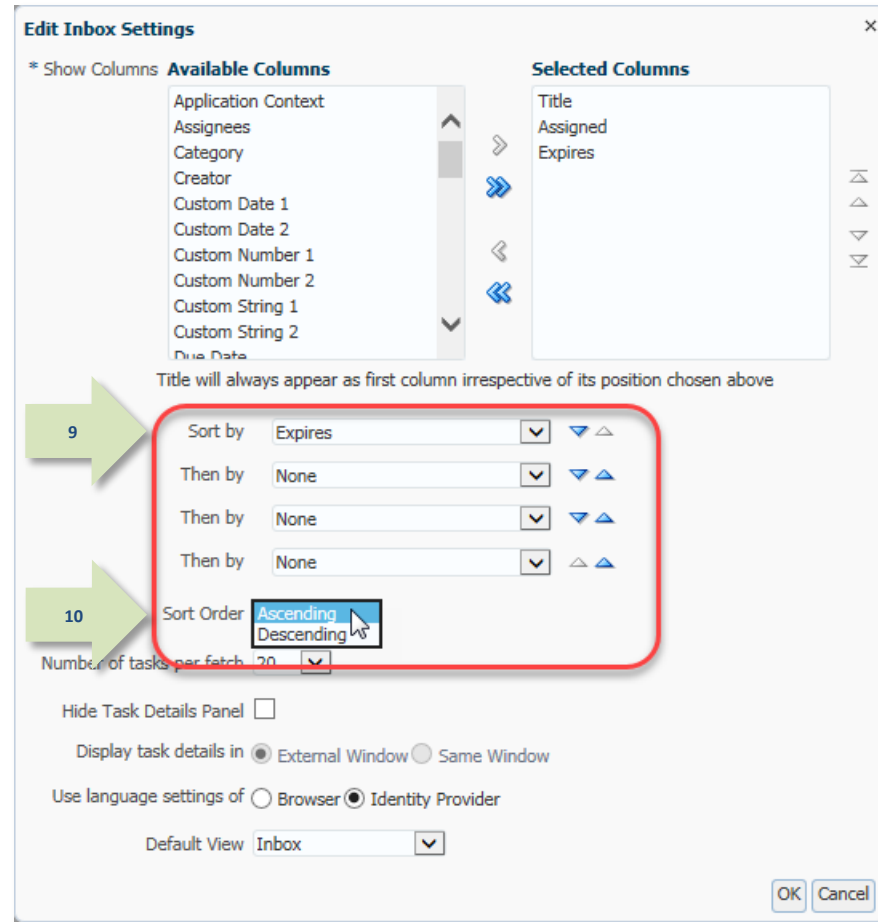 Edit Inbox Settings
* Show Columns Available Columns Selected Columns
Application Context
Assignees
Category
Creator
Custom Date 1
Custom Date 2
Custom Number 1
Custom Number 2
Custom String 1
Custom String 2
Due Date
Title
Assigned
Expires
Title will always appear as first column irrespective of its position chosen above
9 Sort by Expires
Then by None
Then by None
Then by None
10 Sort Order Ascending
Descending
Number of tasks per fetch 20
Hide Task Details Panel
Display task details in External Window Same Window
Use language settings of Browser Identity Provider
Default View Inbox
OK Cancel